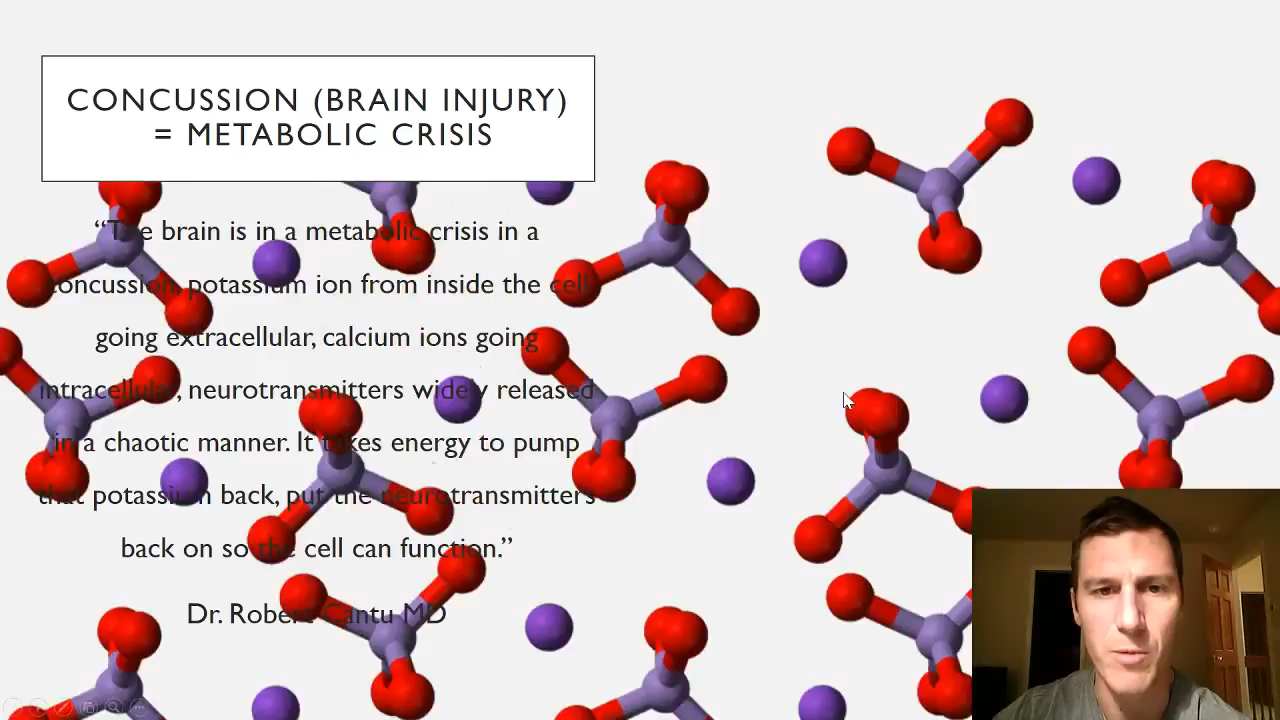 CONCUSSION (BRAIN INJURY)
= METABOLIC CRISIS
“The brain is in a metabolic crisis in a
concussion, potassium ion from inside the cell
going extracellular, calcium ions going
intracellular, neurotransmitters widely released
in a chaotic manner. It takes energy to pump
that potassium back, put the neurotransmitters
back on so the cell can function.”
Dr. Robert Cantu MD